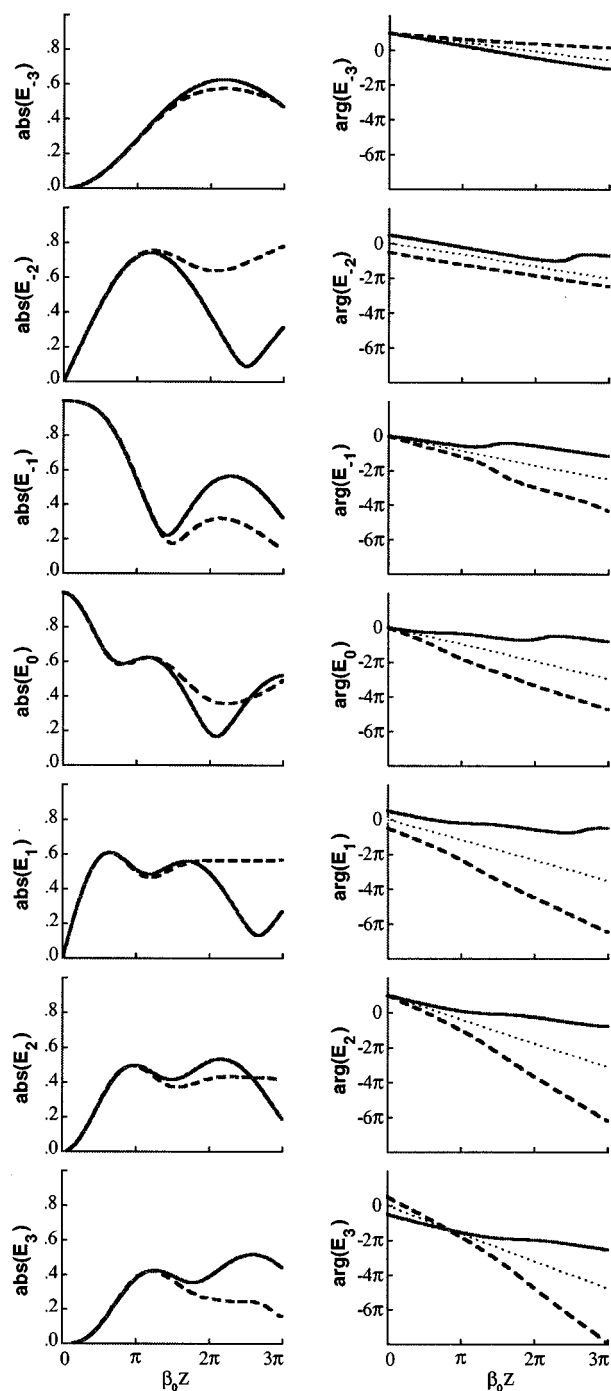 abs(E-3)
.8
.6
.4
.2
.0
arg(E-3)
0
-2π
-4π
-6π
abs(E-2)
.8
.6
.4
.2
.0
arg(E-2)
0
-2π
-4π
-6π
abs(E-1)
.8
.6
.4
.2
.0
arg(E-1)
0
-2π
-4π
-6π
abs(E0)
.8
.6
.4
.2
.0
arg(E0)
0
-2π
-4π
-6π
abs(E1)
.8
.6
.4
.2
.0
arg(E1)
0
-2π
-4π
-6π
abs(E2)
.8
.6
.4
.2
.0
arg(E2)
0
-2π
-4π
-6π
abs(E3)
.8
.6
.4
.2
.0
arg(E3)
0
-2π
-4π
-6π
0 π 2π 3π
β0Z
0 π 2π 3π
β0Z